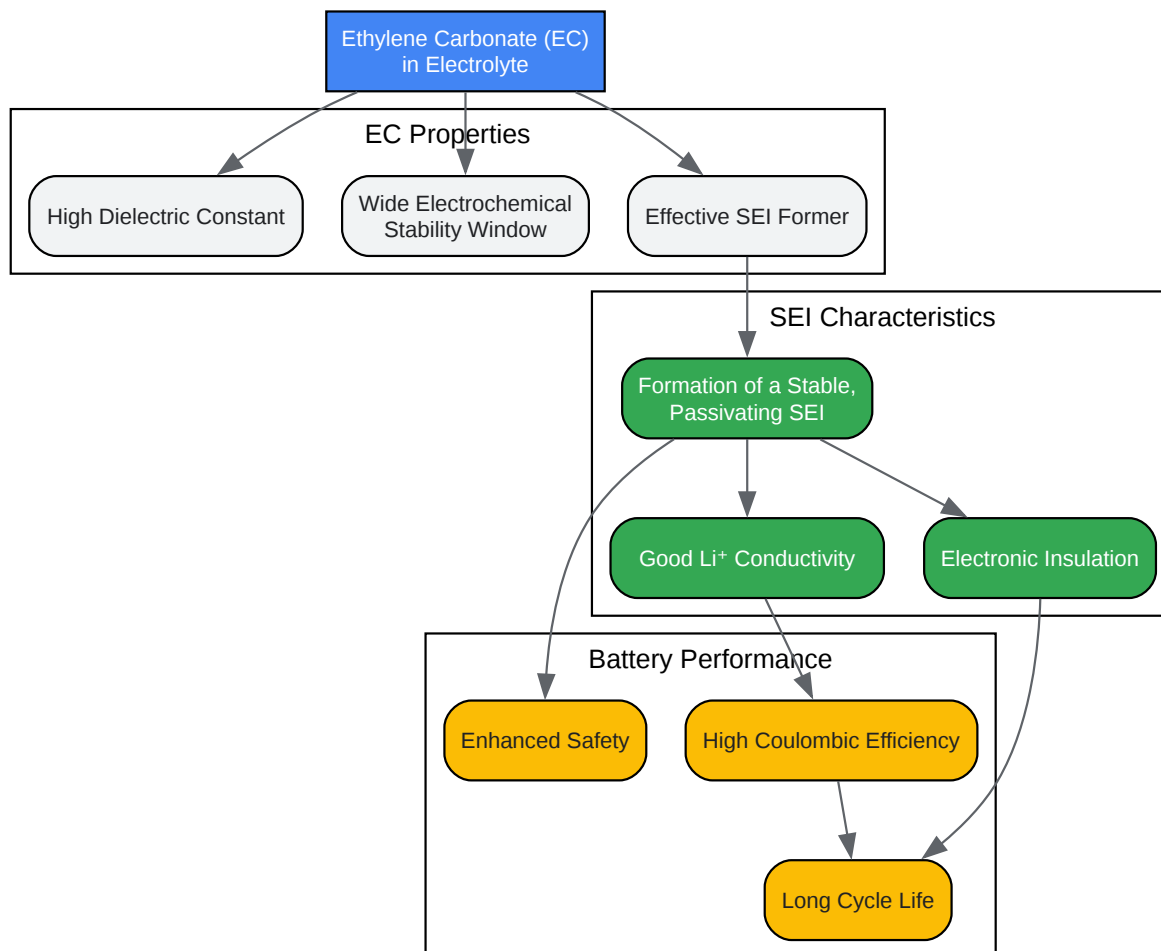 Ethylene Carbonate (EC)
in Electrolyte
EC Properties
High Dielectric Constant
Wide Electrochemical
Stability Window
Effective SEI Former
SEI Characteristics
Formation of a Stable,
Passivating SEI
Good Li⁺ Conductivity
Electronic Insulation
Battery Performance
Enhanced Safety
High Coulombic Efficiency
Long Cycle Life